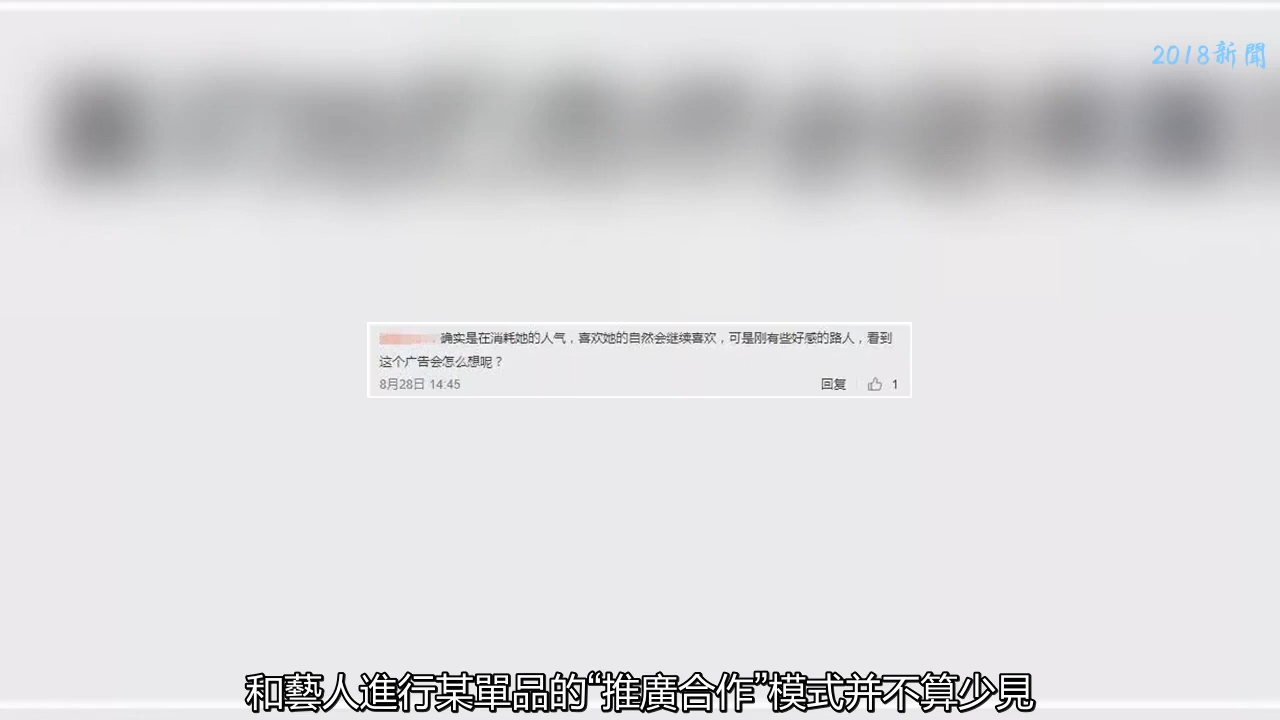 2018新聞
确实是在消耗她的人气，喜欢她的自然会继续喜欢，可是刚有些好感的路人，看到
这个广告会怎么想呢？
8月28日 14:45 回复 1
和藝人進行某單品的“推廣合作”模式并不算少見